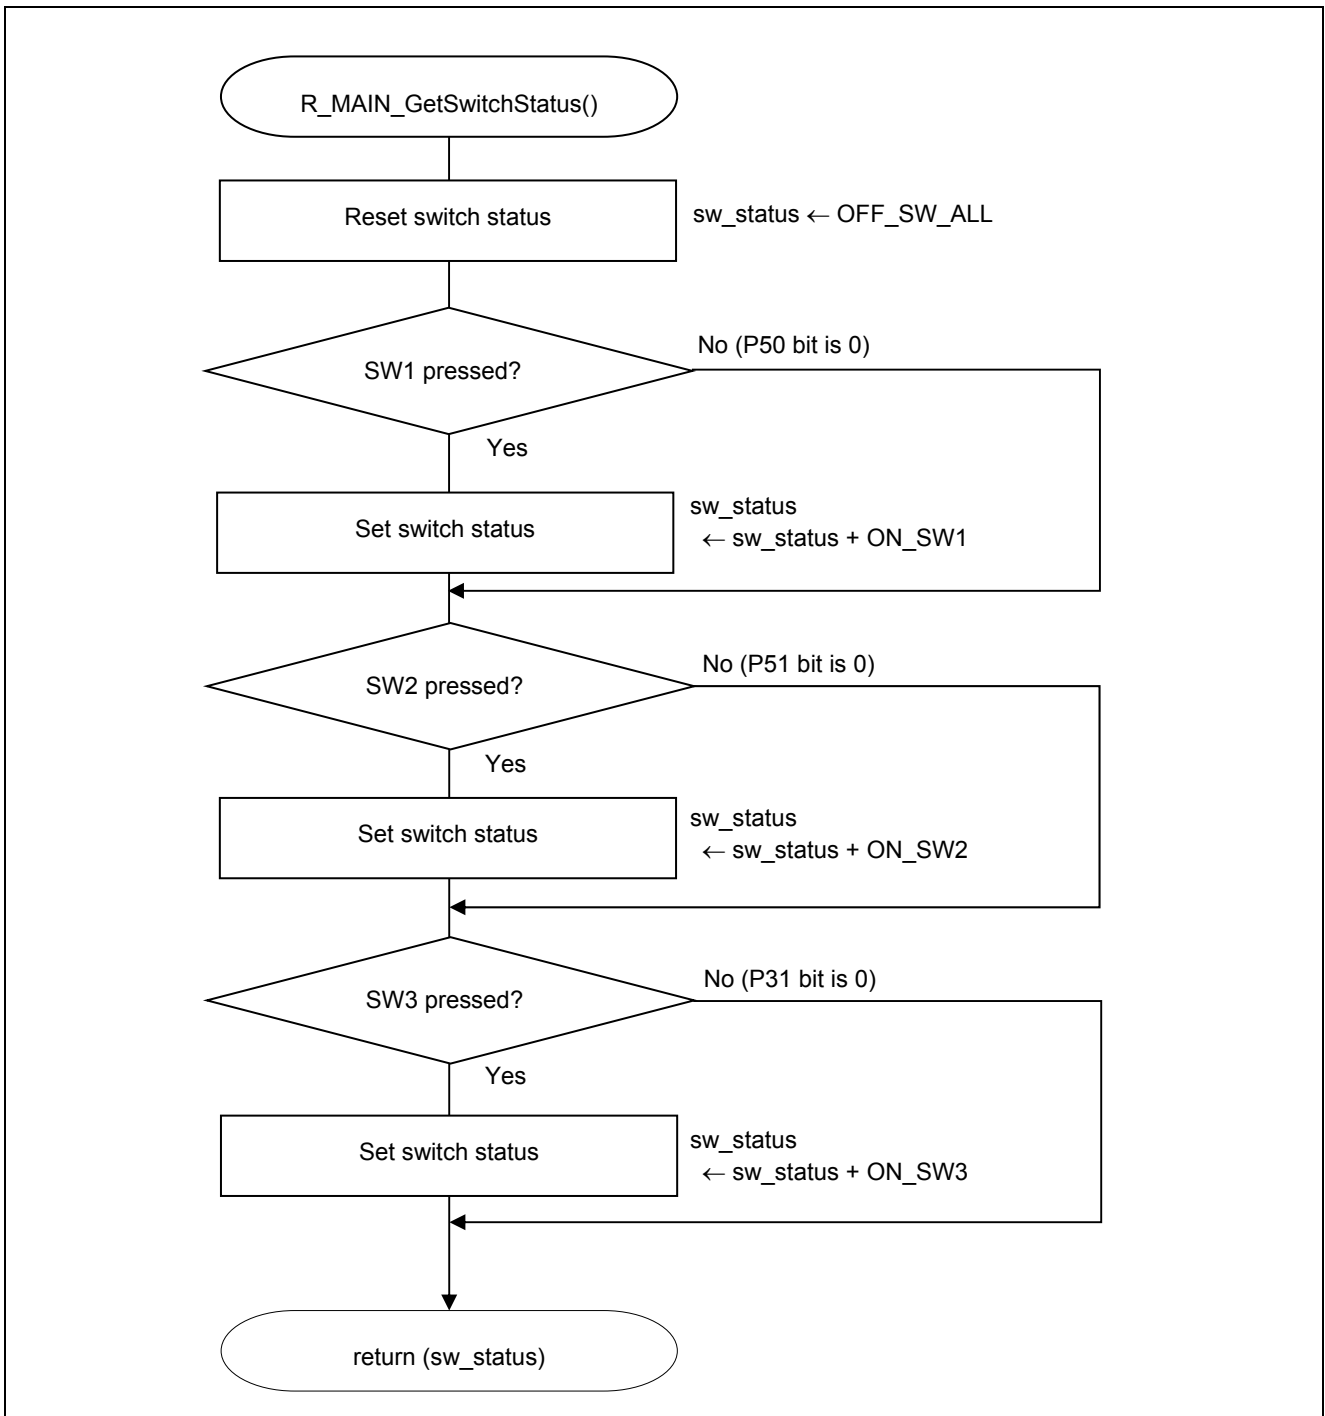 R_MAIN_GetSwitchStatus()
Reset switch status
sw_status ← OFF_SW_ALL
No (P50 bit is 0)
SW1 pressed?
Yes
sw_status
Set switch status
← sw_status + ON_SW1
No (P51 bit is 0)
SW2 pressed?
Yes
sw_status
Set switch status
← sw_status + ON_SW2
No (P31 bit is 0)
SW3 pressed?
Yes
sw_status
Set switch status
← sw_status + ON_SW3
return (sw_status)